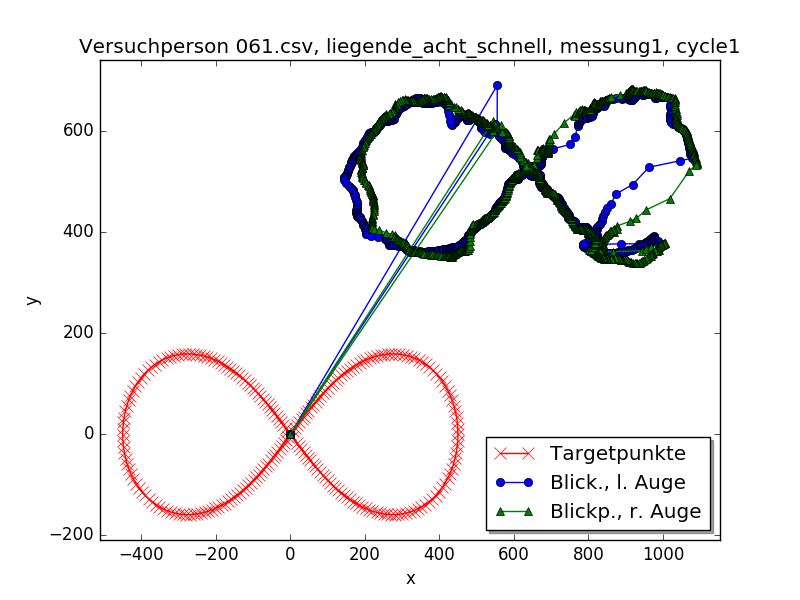 Versuchperson 061.csv, liegende_acht_schnell, messung1, cycle1
600
400
y
200
0
−200
−400
−200
0
200
400
600
800
1000
x
Targetpunkte
Blick., l. Auge
Blickp., r. Auge